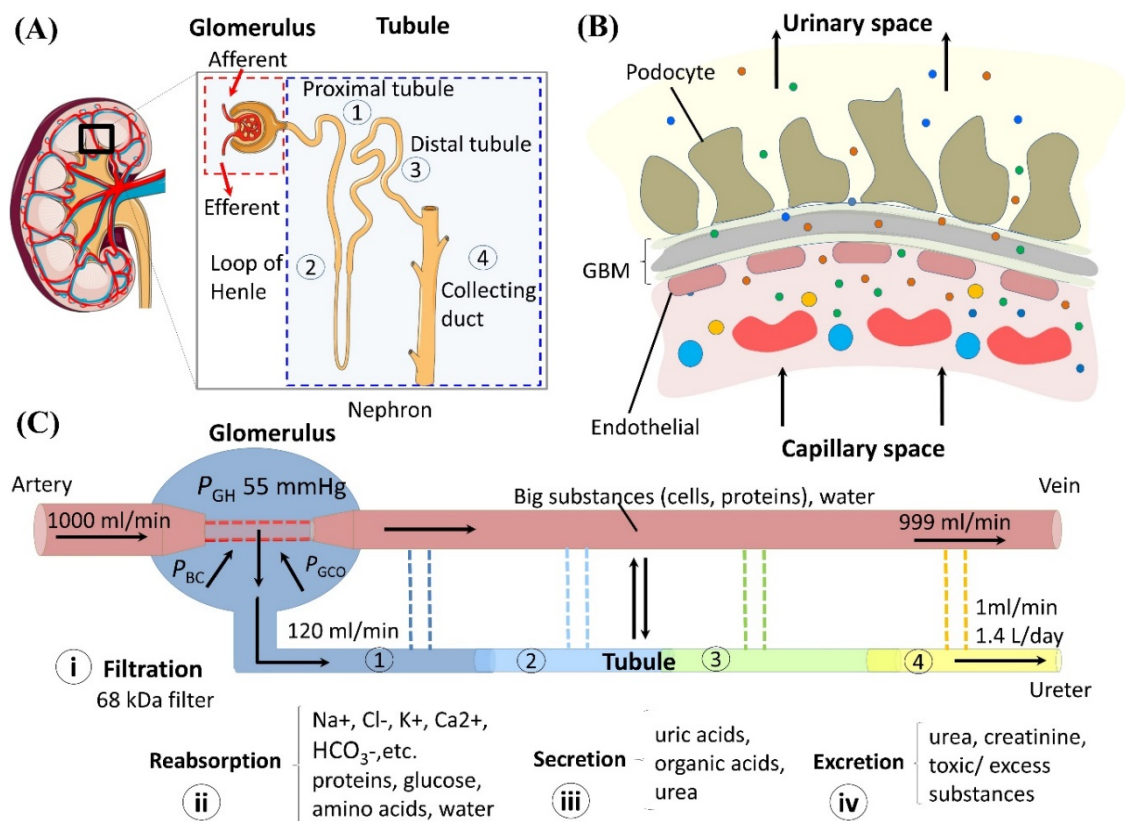 (A)
Glomerulus
Tubule
Afferent
Proximal tubule
1
Distal tubule
3
Efferent
Loop of
Henle
2
4
Collecting
duct
Nephron
(B)
Urinary space
Podocyte
GBM
Endothelial
Capillary space
(C)
Glomerulus
Artery
PGH 55 mmHg
1000 ml/min
PBC
PGCO
Big substances (cells, proteins), water
Vein
999 ml/min
120 ml/min
1ml/min
1.4 L/day
1
2
Tubule
3
4
Ureter
i
Filtration
68 kDa filter
Reabsorption
ii
Na+, Cl-, K+, Ca2+,
HCO3-,etc.
proteins, glucose,
amino acids, water
Secretion
iii
uric acids,
organic acids,
urea
Excretion
iv
urea, creatinine,
toxic/ excess
substances